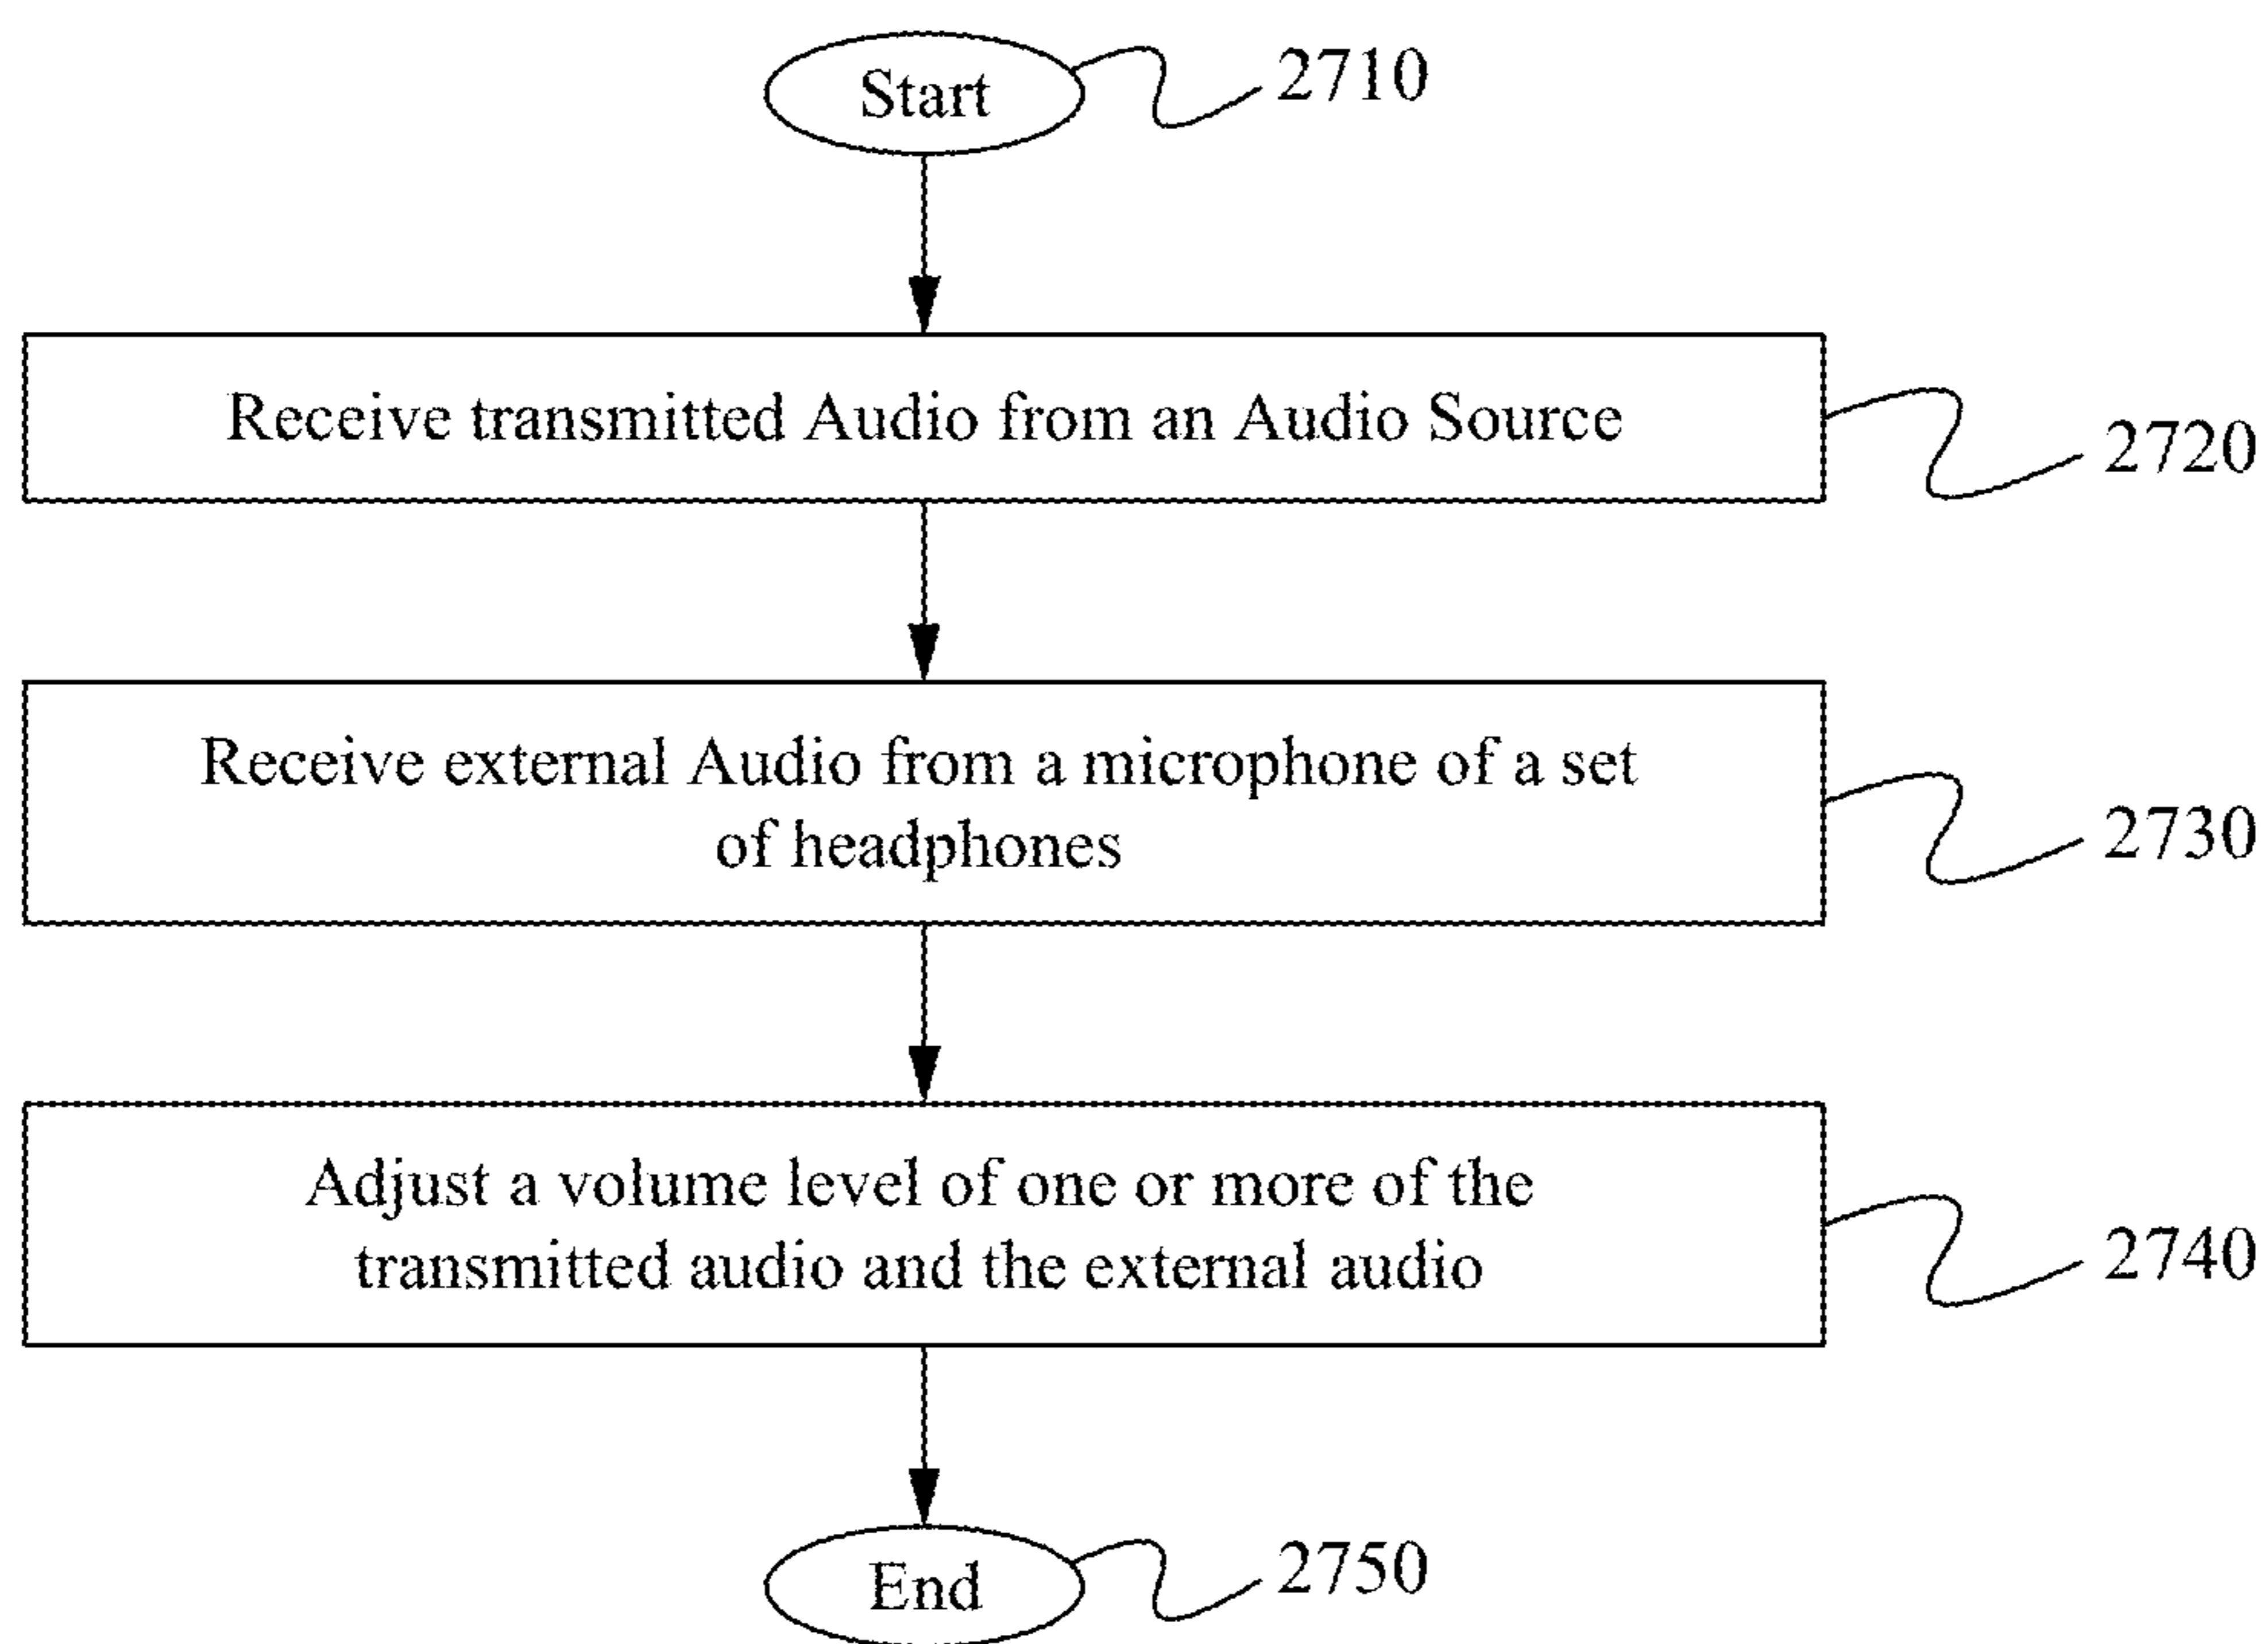 Start
2710
Receive transmitted Audio from an Audio Source
2720
Receive external Audio from a microphone of a set
of headphones
2730
Adjust a volume level of one or more of the
transmitted audio and the external audio
2740
End
2750